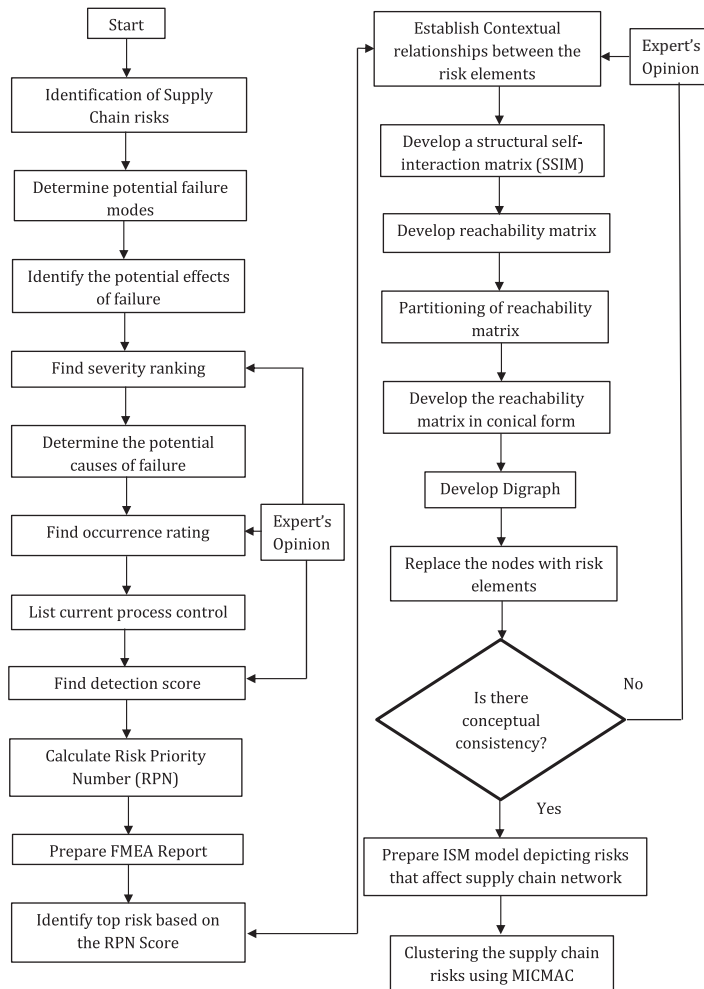 Start
Identification of Supply
Chain risks
Determine potential failure
modes
Identify the potential effects
of failure
Find severity ranking
Determine the potential
causes of failure
Find occurrence rating
Expert's
Opinion
List current process control
Find detection score
Calculate Risk Priority
Number (RPN)
Prepare FMEA Report
Identify top risk based on
the RPN Score
Establish Contextual
relationships between the
risk elements
Expert's
Opinion
Develop a structural self-
interaction matrix (SSIM)
Develop reachability matrix
Partitioning of reachability
matrix
Develop the reachability
matrix in conical form
Develop Digraph
Replace the nodes with risk
elements
Is there
conceptual
consistency?
No
Yes
Prepare ISM model depicting risks
that affect supply chain network
Clustering the supply chain
risks using MICMAC